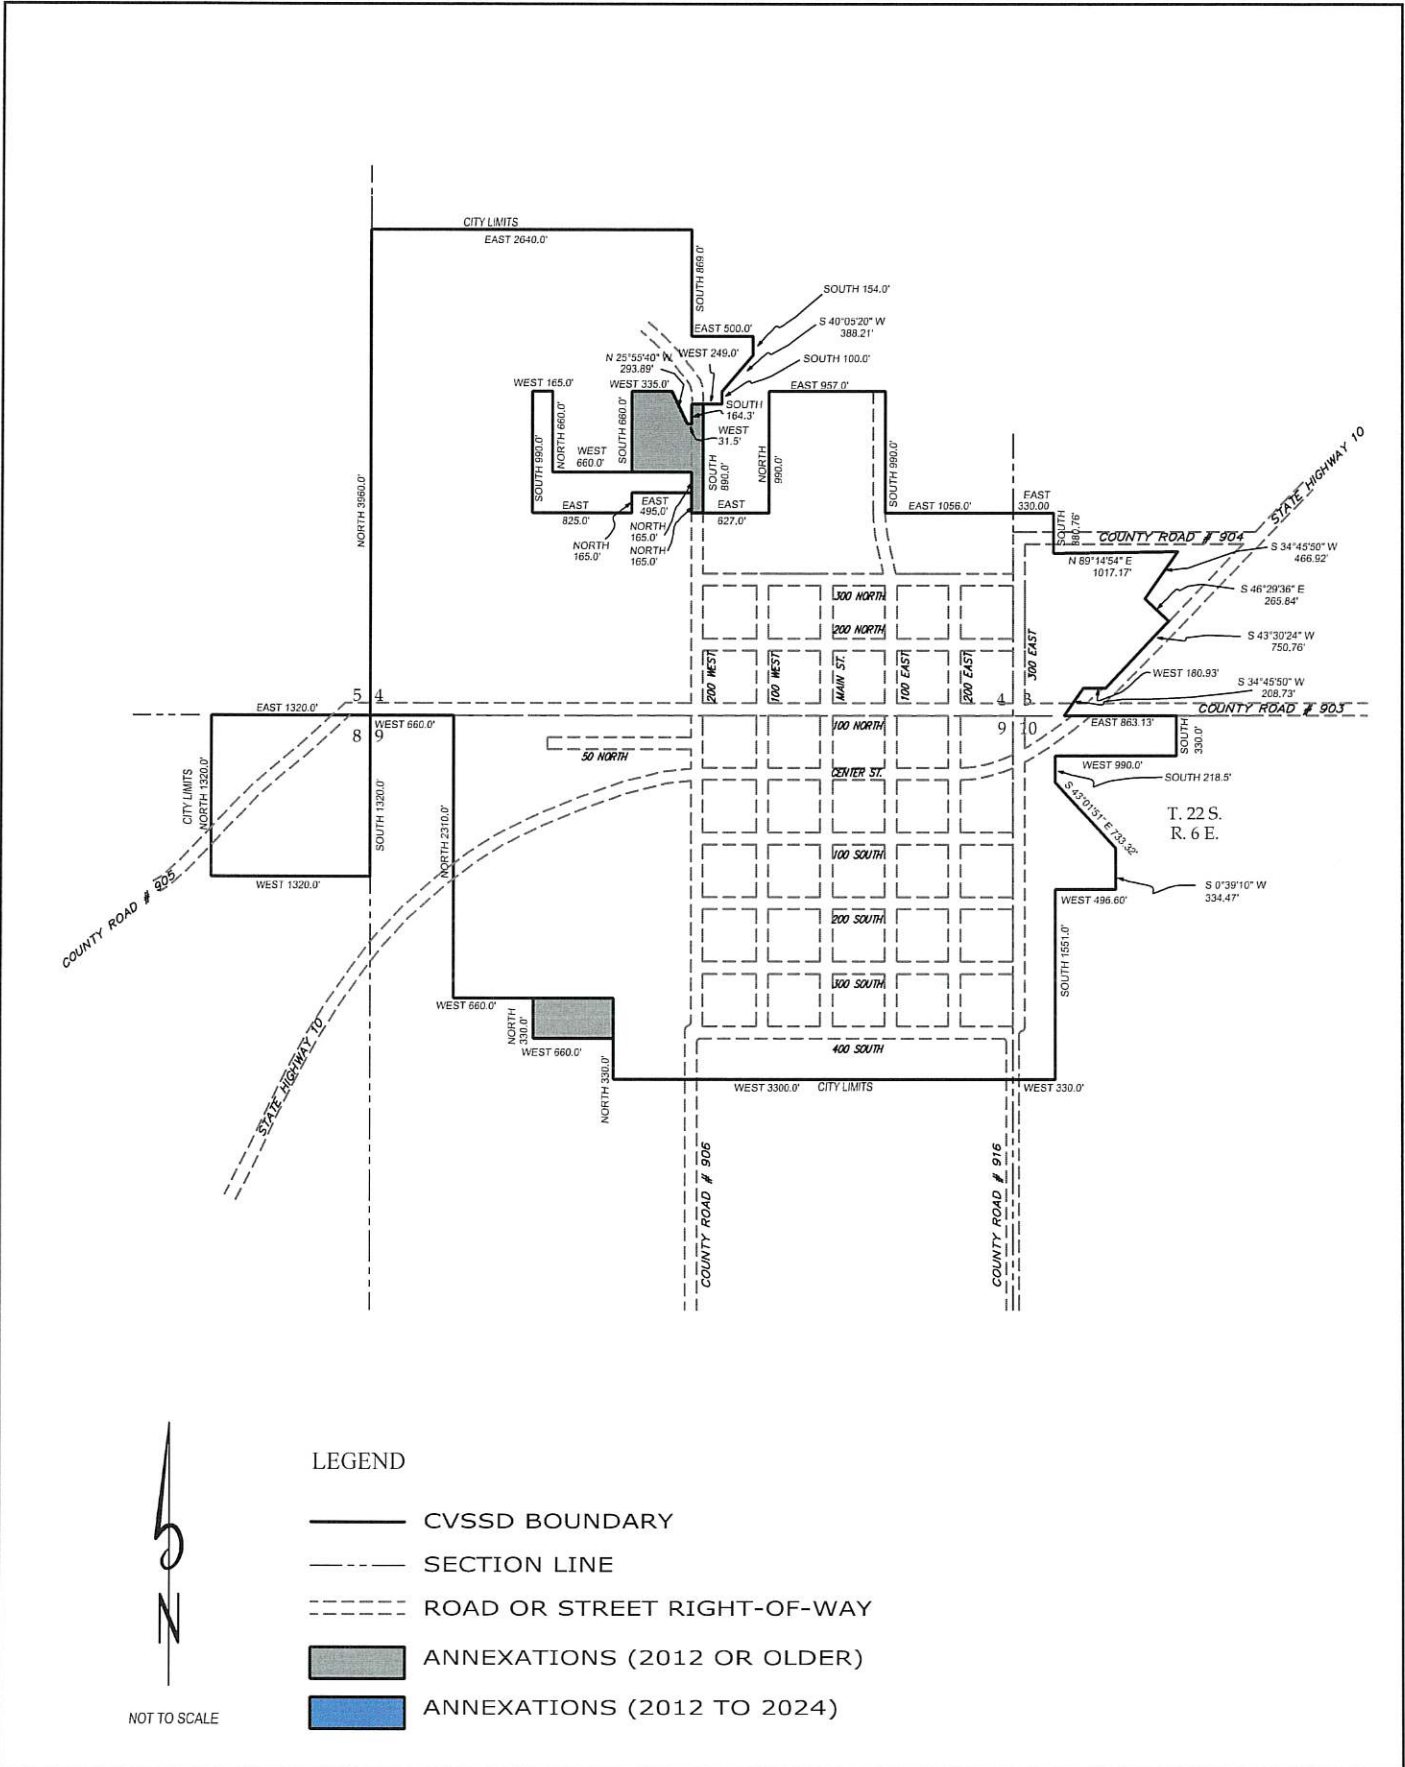 CITY LIMITS
EAST 2640.0'
SOUTH 869.0'
SOUTH 154.0'
EAST 500.0'
S 40°05'20" W
388.21'
N 25°55'40" W
293.89'
WEST 249.0'
SOUTH 100.0'
WEST 165.0'
WEST 335.0'
EAST 957.0'
SOUTH 990.0'
NORTH 660.0'
SOUTH 660.0'
SOUTH
164.3'
WEST
31.5'
WEST
660.0'
SOUTH
890.0'
NORTH
990.0'
SOUTH 990.0'
NORTH 3960.0'
EAST
825.0'
EAST
495.0'
EAST
627.0'
NORTH
165.0'
NORTH
165.0'
NORTH
165.0'
EAST 1056.0'
EAST
330.00
SOUTH
880.76'
STATE HIGHWAY 10
COUNTY ROAD # 904
N 89°14'54" E
1017.17'
S 34°45'50" W
466.92'
S 46°29'36" E
265.84'
S 43°30'24" W
750.76'
WEST 180.93'
S 34°45'50" W
208.73'
COUNTY ROAD # 903
300 NORTH
200 NORTH
200 WEST
100 WEST
MAIN ST.
100 EAST
200 EAST
300 EAST
5 4
8 9
4 3
9 10
EAST 1320.0'
WEST 660.0'
100 NORTH
EAST 863.13'
SOUTH
330.0'
50 NORTH
CENTER ST.
WEST 990.0'
SOUTH 218.5'
CITY LIMITS
NORTH 1320.0'
SOUTH 1320.0'
NORTH 2310.0'
S 43°01'51" E 733.32'
T. 22 S.
R. 6 E.
100 SOUTH
WEST 1320.0'
COUNTY ROAD # 905
S 0°39'10" W
334.47'
WEST 496.60'
200 SOUTH
SOUTH 1551.0'
300 SOUTH
WEST 660.0'
NORTH
330.0'
WEST 660.0'
400 SOUTH
STATE HIGHWAY 10
NORTH 330.0'
WEST 3300.0'
CITY LIMITS
WEST 330.0'
COUNTY ROAD # 906
COUNTY ROAD # 916
LEGEND
CVSSD BOUNDARY
SECTION LINE
ROAD OR STREET RIGHT-OF-WAY
ANNEXATIONS (2012 OR OLDER)
ANNEXATIONS (2012 TO 2024)
N
NOT TO SCALE